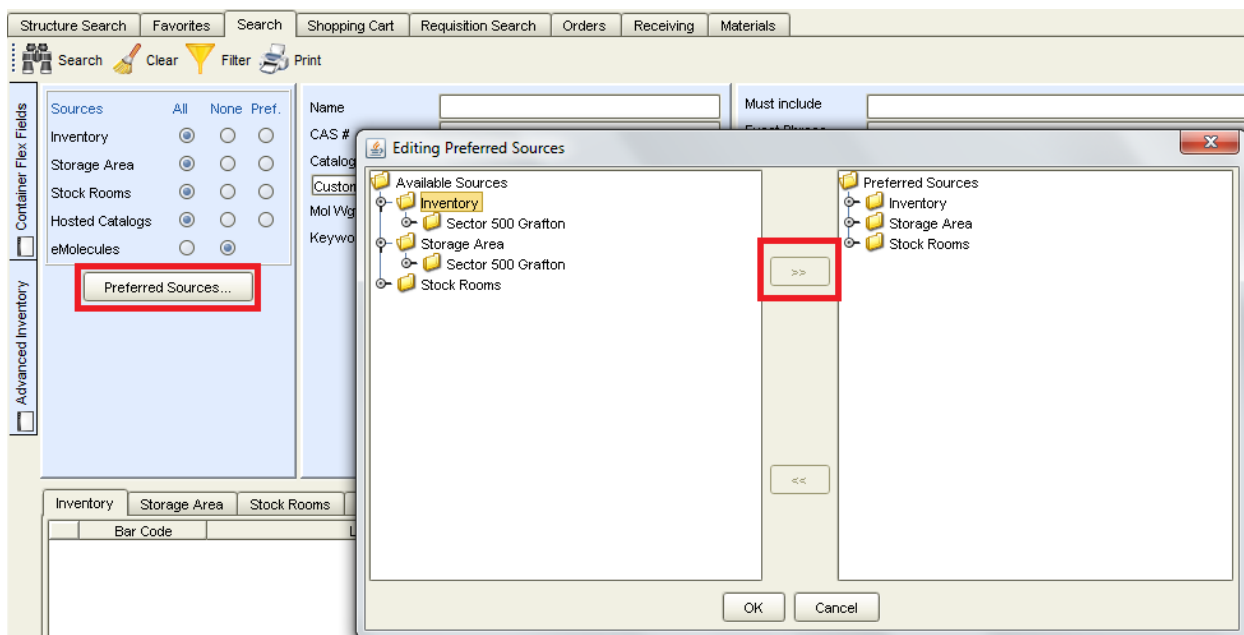 Structure Search Favorites Search Shopping Cart Requisition Search Orders Receiving Materials
Search Clear Filter Print
Container Flex Fields
Advanced Inventory
Sources All None Pref.
Inventory
Storage Area
Stock Rooms
Hosted Catalogs
eMolecules
Preferred Sources...
Name
CAS #
Catalog
Custom
Mol Wg
Keywo
Must include
Editing Preferred Sources
Available Sources
Inventory
Sector 500 Grafton
Storage Area
Sector 500 Grafton
Stock Rooms
>>
<<
Preferred Sources
Inventory
Storage Area
Stock Rooms
OK Cancel
Inventory Storage Area Stock Rooms
Bar Code L